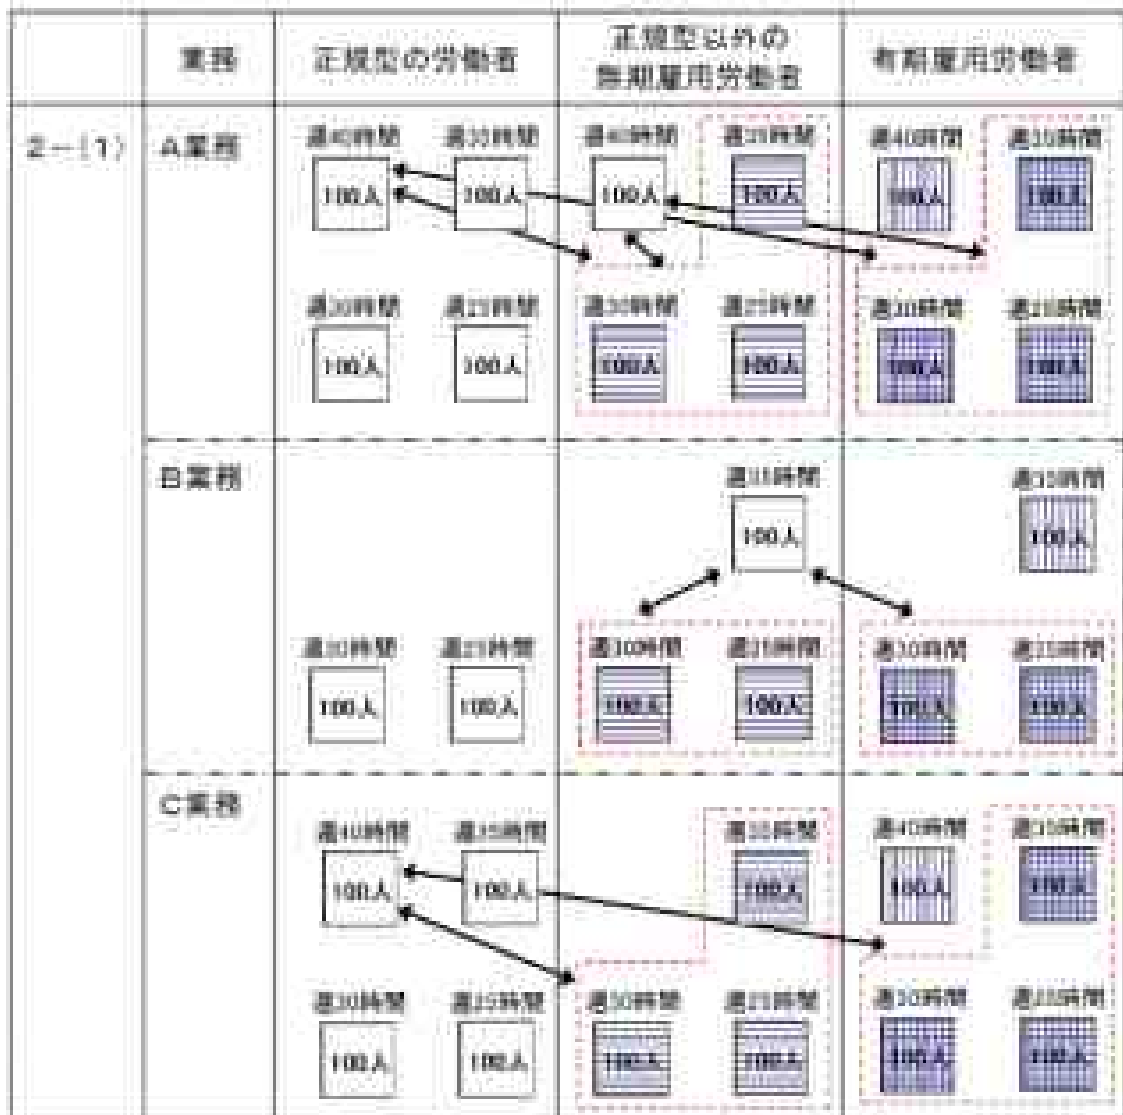 業務
正規型の労働者
正規型以外の
無期雇用労働者
有期雇用労働者
2-(1)
A業務
週40時間
週35時間
週40時間
週35時間
週40時間
週35時間
100人
100人
100人
100人
100人
100人
週30時間
週25時間
週30時間
週25時間
週30時間
週25時間
100人
100人
100人
100人
100人
100人
B業務
週35時間
週35時間
100人
100人
週30時間
週25時間
週30時間
週25時間
週30時間
週25時間
100人
100人
100人
100人
100人
100人
C業務
週40時間
週35時間
週35時間
週40時間
週35時間
100人
100人
100人
100人
100人
週30時間
週25時間
週30時間
週25時間
週30時間
週25時間
100人
100人
100人
100人
100人
100人